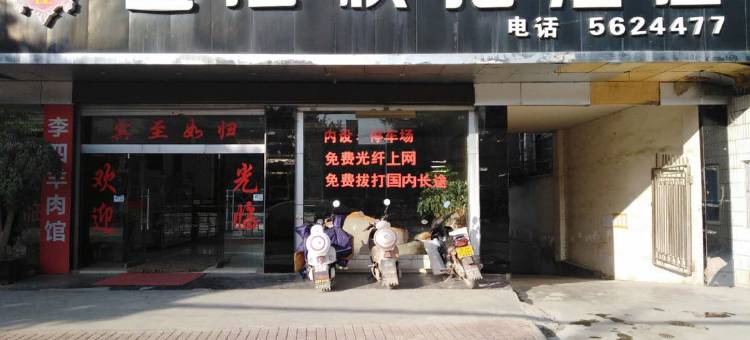 电话 5624477
李四羊肉馆
宾至如归
欢迎
光临
内设：停车场
免费光纤上网
免费拔打国内长途